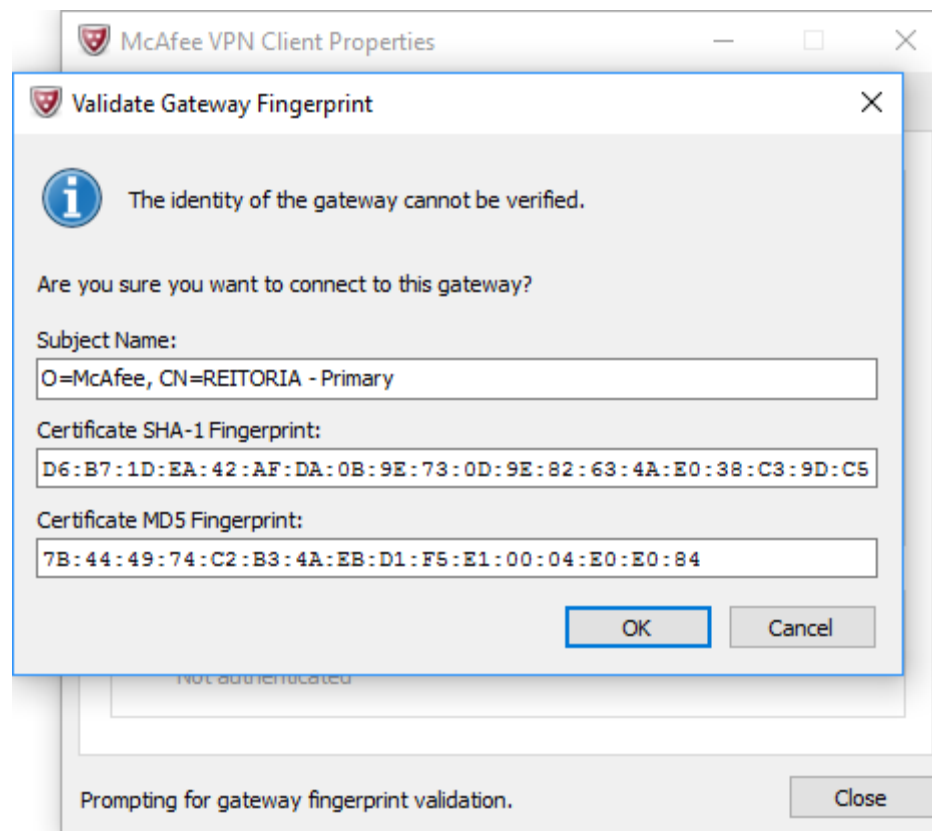 McAfee VPN Client Properties
Validate Gateway Fingerprint
The identity of the gateway cannot be verified.
Are you sure you want to connect to this gateway?
Subject Name:
O=McAfee, CN=REITORIA - Primary
Certificate SHA-1 Fingerprint:
D6:B7:1D:EA:42:AF:DA:0B:9E:73:0D:9E:82:63:4A:E0:38:C3:9D:C5
Certificate MD5 Fingerprint:
7B:44:49:74:C2:B3:4A:EB:D1:F5:E1:00:04:E0:E0:84
OK Cancel
Not authenticated
Prompting for gateway fingerprint validation.
Close